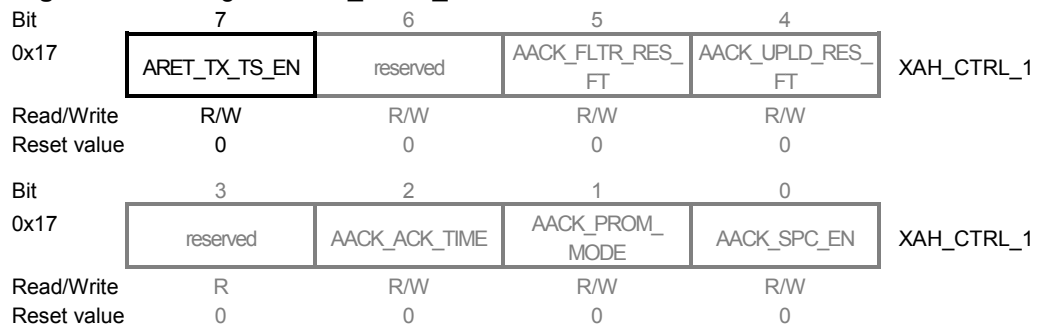 Bit 7 6 5 4
0x17 ARET_TX_TS_EN reserved AACK_FLTR_RES_FT AACK_UPLD_RES_FT XAH_CTRL_1
Read/Write R/W R/W R/W R/W
Reset value 0 0 0 0
Bit 3 2 1 0
0x17 reserved AACK_ACK_TIME AACK_PROM_MODE AACK_SPC_EN XAH_CTRL_1
Read/Write R R/W R/W R/W
Reset value 0 0 0 0